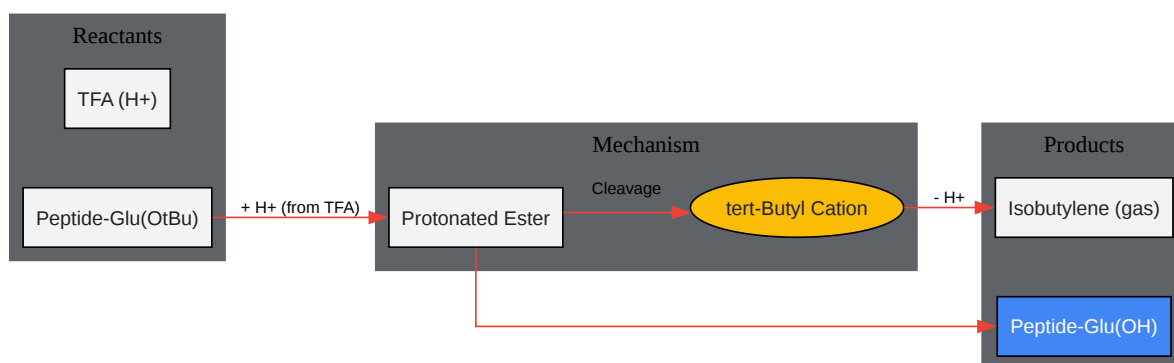 Reactants
TFA (H+)
Peptide-Glu(OtBu)
+ H+ (from TFA)
Mechanism
Protonated Ester
Cleavage
tert-Butyl Cation
- H+
Products
Isobutylene (gas)
Peptide-Glu(OH)